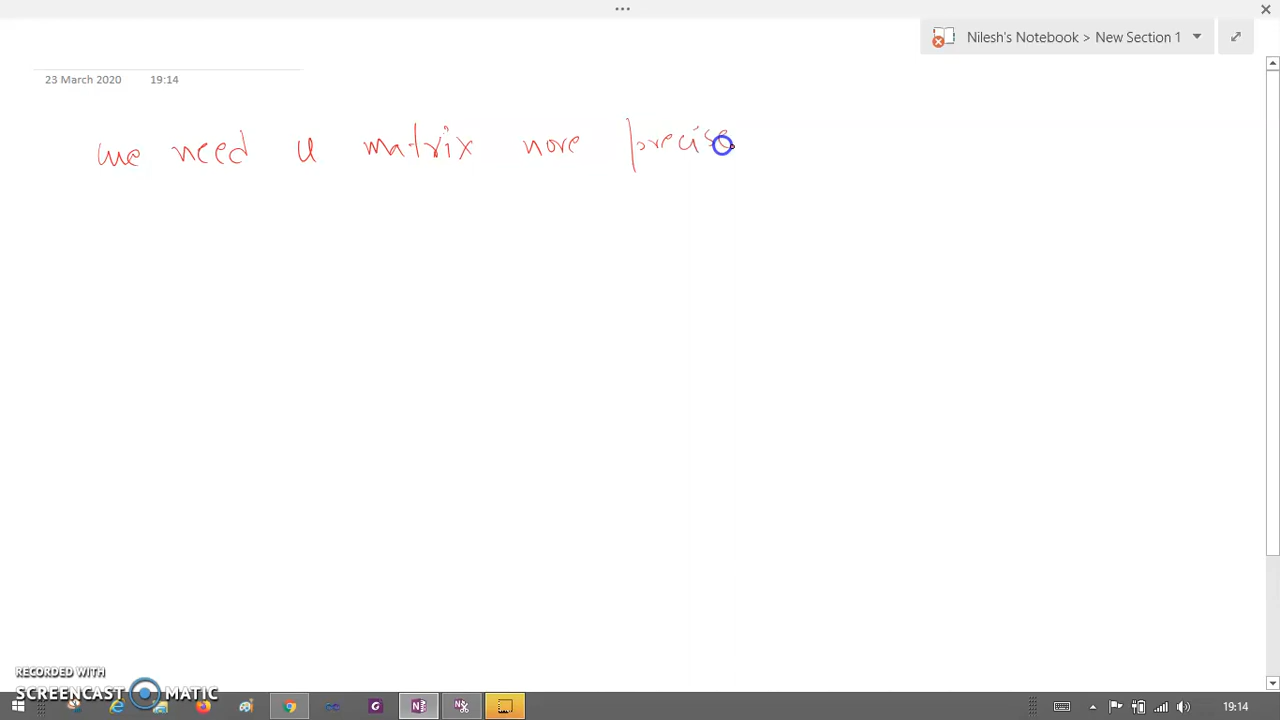 ...
Nilesh's Notebook > New Section 1
23 March 2020 19:14
we need u matrix nore precise
RECORDED WITH
SCREENCAST MATIC
19:14